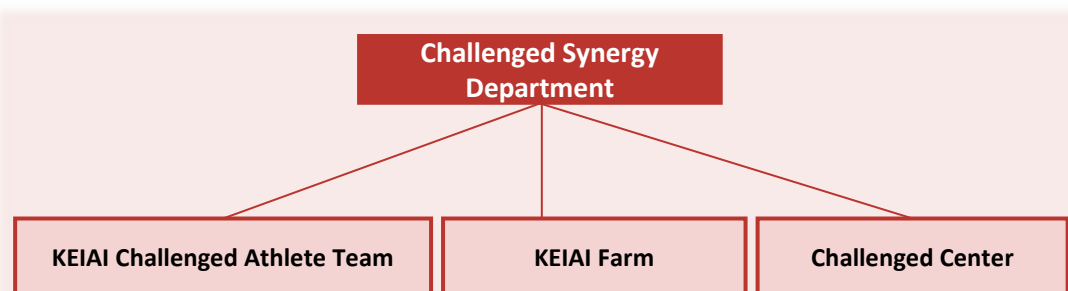 Challenged Synergy
Department
KEIAI Challenged Athlete Team
KEIAI Farm
Challenged Center